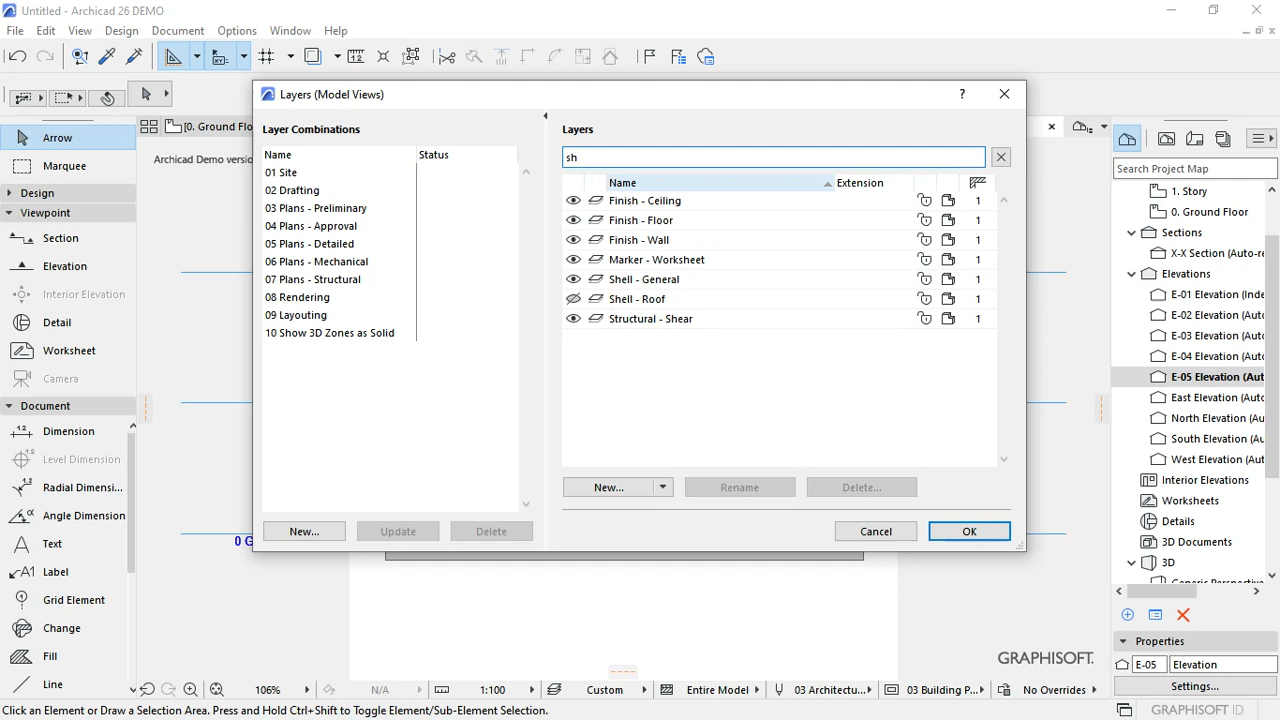 Untitled - Archicad 26 DEMO
File Edit View Design Document Options Window Help
Layers (Model Views)
?
Layer Combinations
Name Status
01 Site
02 Drafting
03 Plans - Preliminary
04 Plans - Approval
05 Plans - Detailed
06 Plans - Mechanical
07 Plans - Structural
08 Rendering
09 Layouting
10 Show 3D Zones as Solid
New... Update Delete
Layers
sh
Name Extension
Finish - Ceiling 1
Finish - Floor 1
Finish - Wall 1
Marker - Worksheet 1
Shell - General 1
Shell - Roof 1
Structural - Shear 1
New... Rename Delete...
Cancel OK
[0. Ground Flo
Archicad Demo versio
0 G
Arrow
Marquee
Design
Viewpoint
Section
Elevation
Interior Elevation
Detail
Worksheet
Camera
Document
Dimension
Level Dimension
Radial Dimensi...
Angle Dimension
Text
Label
Grid Element
Change
Fill
Line
Search Project Map
1. Story
0. Ground Floor
Sections
X-X Section (Auto-re
Elevations
E-01 Elevation (Inde
E-02 Elevation (Auto
E-03 Elevation (Auto
E-04 Elevation (Auto
E-05 Elevation (Aut
East Elevation (Auto
North Elevation (Au
South Elevation (Au
West Elevation (Aut
Interior Elevations
Worksheets
Details
3D Documents
3D
Generic Perspective
Properties
E-05 Elevation
Settings...
GRAPHISOFT.
106% N/A 1:100 Custom Entire Model 03 Architectu... 03 Building P... No Overrides
Click an Element or Draw a Selection Area. Press and Hold Ctrl+Shift to Toggle Element/Sub-Element Selection.
GRAPHISOFT ID